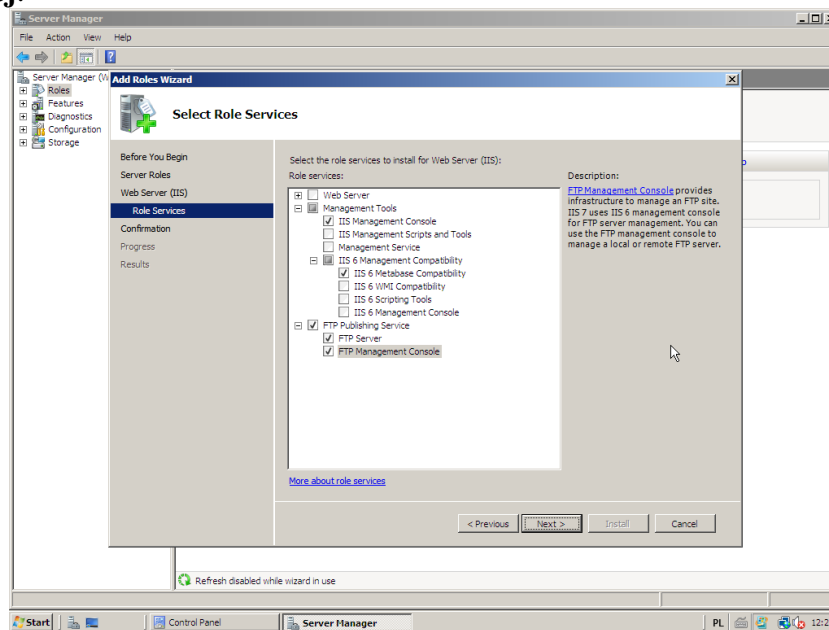 Server Manager
File Action View Help
Server Manager (W
Roles
Features
Diagnostics
Configuration
Storage
Add Roles Wizard
Select Role Services
Before You Begin
Server Roles
Web Server (IIS)
Role Services
Confirmation
Progress
Results
Select the role services to install for Web Server (IIS):
Role services:
Web Server
Management Tools
IIS Management Console
IIS Management Scripts and Tools
Management Service
IIS 6 Management Compatibility
IIS 6 Metabase Compatibility
IIS 6 WMI Compatibility
IIS 6 Scripting Tools
IIS 6 Management Console
FTP Publishing Service
FTP Server
FTP Management Console
More about role services
Description:
FTP Management Console provides
infrastructure to manage an FTP site.
IIS 7 uses IIS 6 management console
for FTP server management. You can
use the FTP management console to
manage a local or remote FTP server.
< Previous Next > Install Cancel
Refresh disabled while wizard in use
Start Control Panel Server Manager PL 12:2